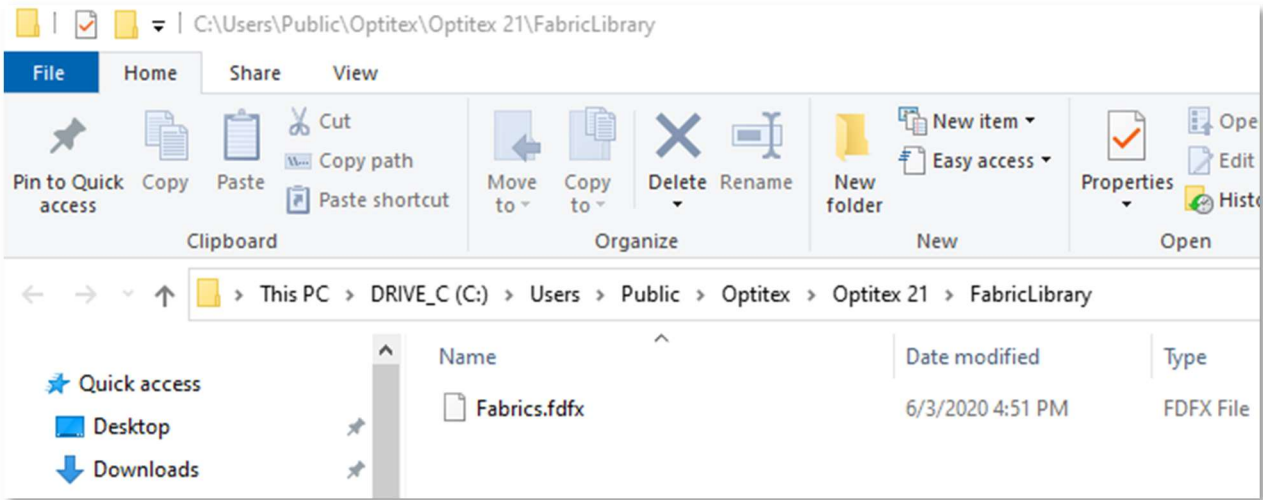 C:\Users\Public\Optitex\Optitex 21\FabricLibrary
File Home Share View
Pin to Quick access
Copy
Paste
Cut
Copy path
Paste shortcut
Clipboard
Move to
Copy to
Delete
Rename
Organize
New folder
New item
Easy access
New
Properties
Ope
Edit
Histo
Open
This PC > DRIVE_C (C:) > Users > Public > Optitex > Optitex 21 > FabricLibrary
Quick access
Desktop
Downloads
Name Date modified Type
Fabrics.fdfx 6/3/2020 4:51 PM FDFX File